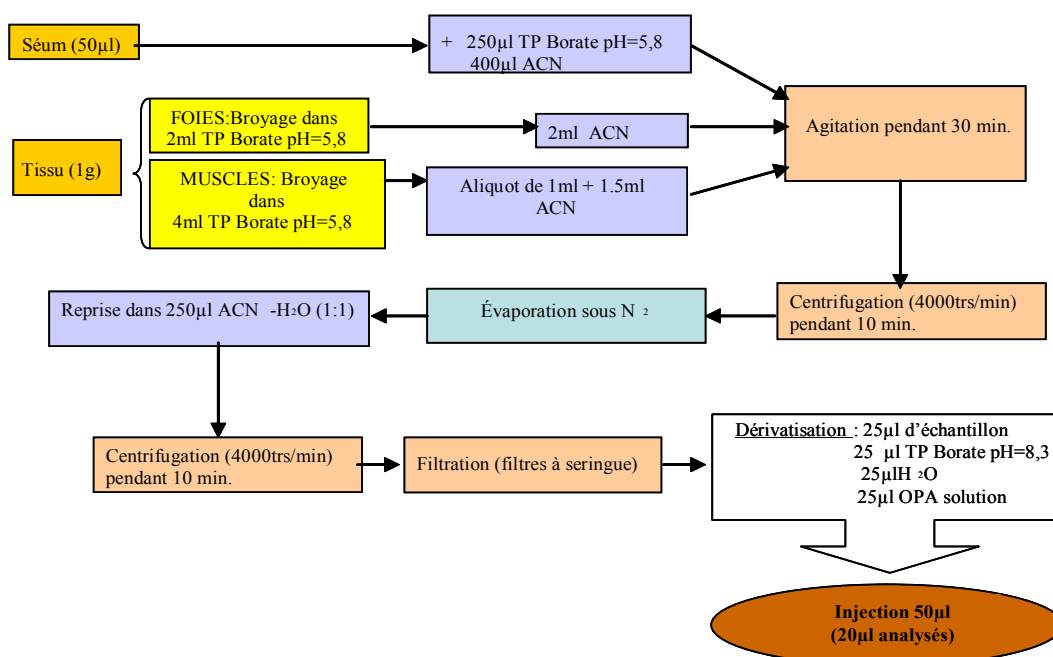 Séum (50µl)
+ 250µl TP Borate pH=5,8
400µl ACN
FOIES:Broyage dans
2ml TP Borate pH=5,8
2ml ACN
Agitation pendant 30 min.
Tissu (1g)
MUSCLES: Broyage
dans
4ml TP Borate pH=5,8
Aliquot de 1ml + 1.5ml
ACN
Reprise dans 250µl ACN -H2O (1:1)
Évaporation sous N 2
Centrifugation (4000trs/min)
pendant 10 min.
Centrifugation (4000trs/min)
pendant 10 min.
Filtration (filtres à seringue)
Dérivatisation : 25µl d’échantillon
25 µl TP Borate pH=8,3
25µlH 2O
25µl OPA solution
Injection 50µl
(20µl analysés)